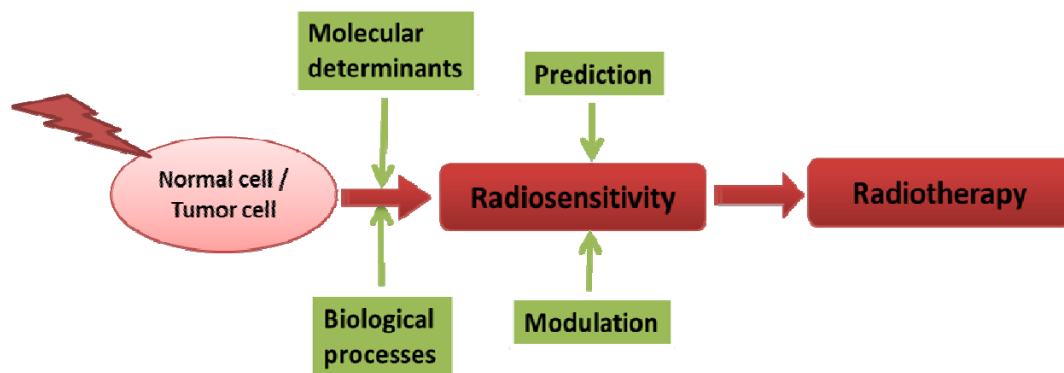 Molecular
determinants
Prediction
Normal cell /
Tumor cell
Radiosensitivity
Radiotherapy
Biological
processes
Modulation